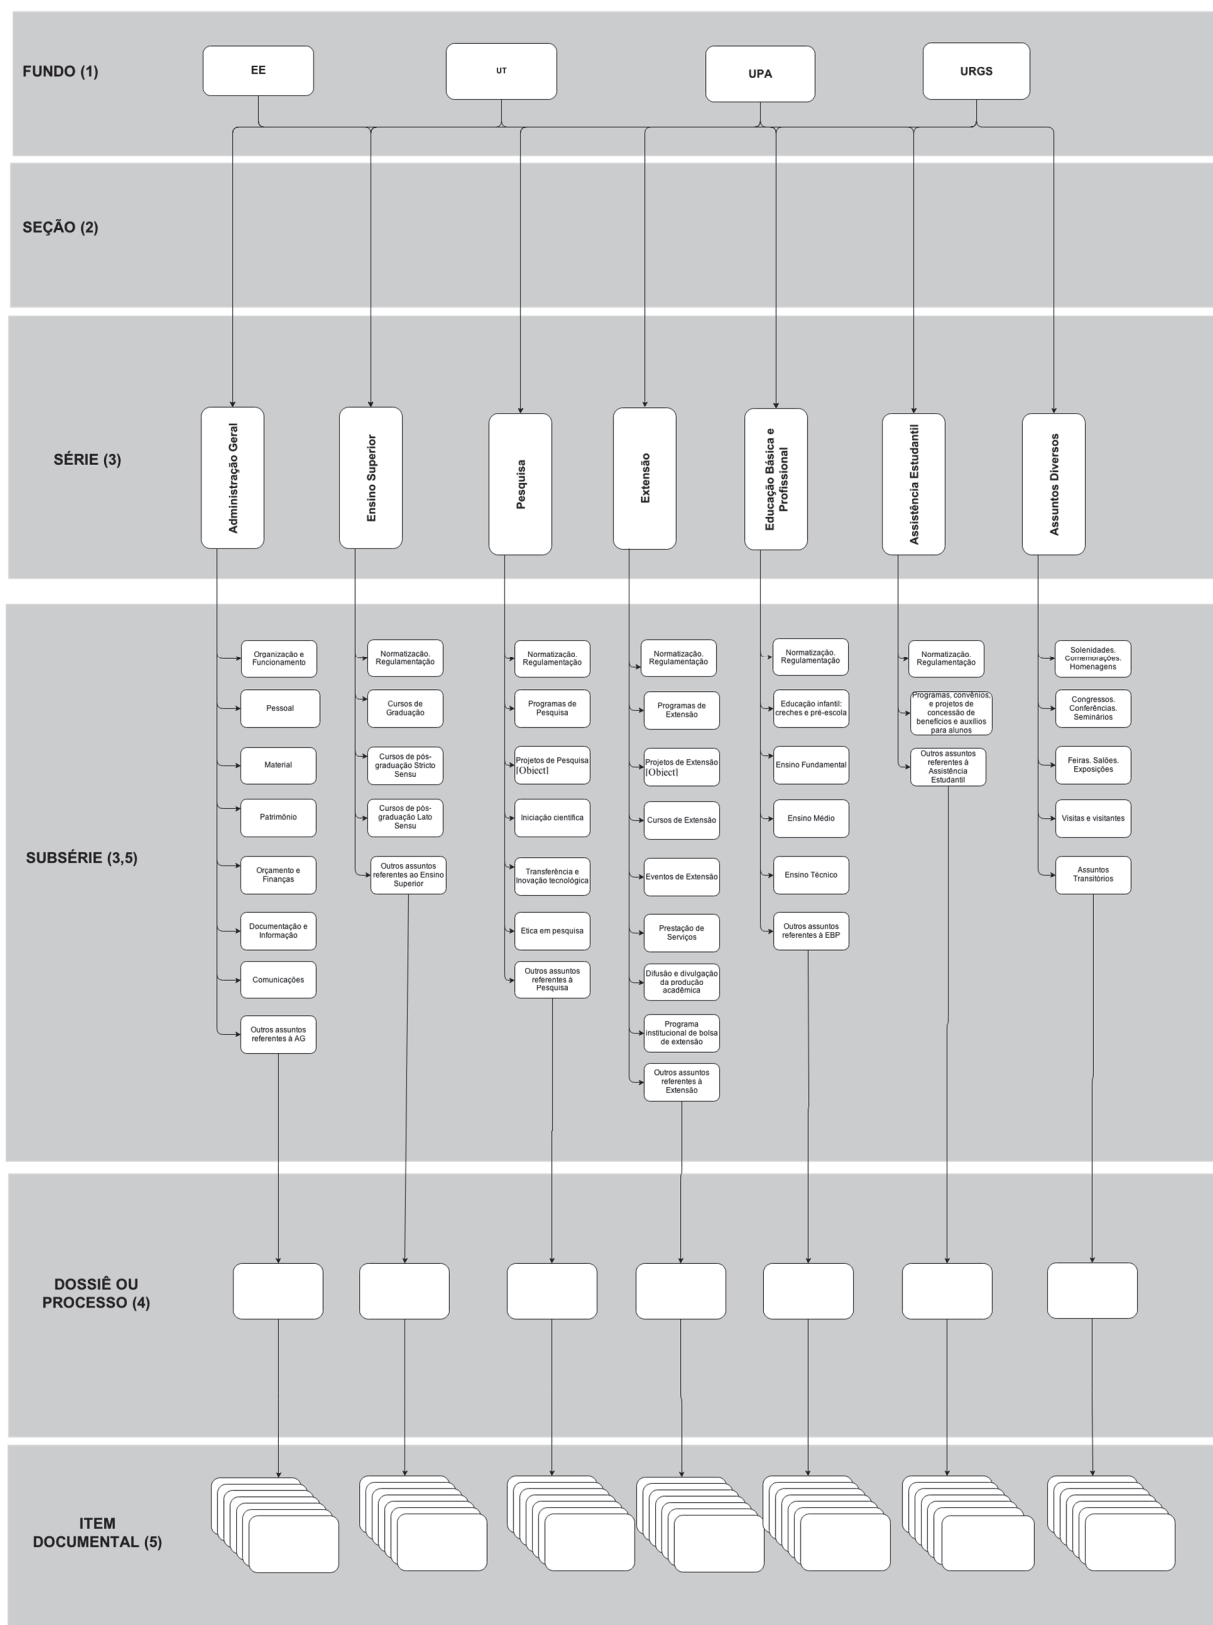 FUNDO (1)
EE
UT
UPA
URGS
SEÇÃO (2)
SÉRIE (3)
Administração Geral
Ensino Superior
Pesquisa
Extensão
Educação Básica e
Profissional
Assistência Estudantil
Assuntos Diversos
SUBSÉRIE (3,5)
Organização e
Funcionamento
Pessoal
Material
Patrimônio
Orçamento e
Finanças
Documentação e
Informação
Comunicações
Outros assuntos
referentes à AG
Normatização.
Regulamentação
Cursos de
Graduação
Cursos de pós-
graduação Stricto
Sensu
Cursos de pós-
graduação Lato
Sensu
Outros assuntos
referentes ao Ensino
Superior
Normatização.
Regulamentação
Programas de
Pesquisa
Projetos de Pesquisa
[Object]
Iniciação científica
Transferência e
Inovação tecnológica
Etica em pesquisa
Outros assuntos
referentes à
Pesquisa
Normatização.
Regulamentação
Programas de
Extensão
Projetos de Extensão
[Object]
Cursos de Extensão
Eventos de Extensão
Prestação de
Serviços
Difusão e divulgação
da produção
acadêmica
Programa
institucional de bolsa
de extensão
Outros assuntos
referentes à
Extensão
Normatização.
Regulamentação
Educação infantil:
creches e pré-escola
Ensino Fundamental
Ensino Médio
Ensino Técnico
Outros assuntos
referentes à EBP
Normatização.
Regulamentação
Programas, convênios,
e projetos de
concessão de
benefícios e auxílios
para alunos
Outros assuntos
referentes à
Assistência
Estudantil
Solenidades.
Comemorações.
Homenagens
Congressos.
Conferências.
Seminários
Feiras. Salões.
Exposições
Visitas e visitantes
Assuntos
Transitórios
DOSSIÊ OU
PROCESSO (4)
ITEM
DOCUMENTAL (5)